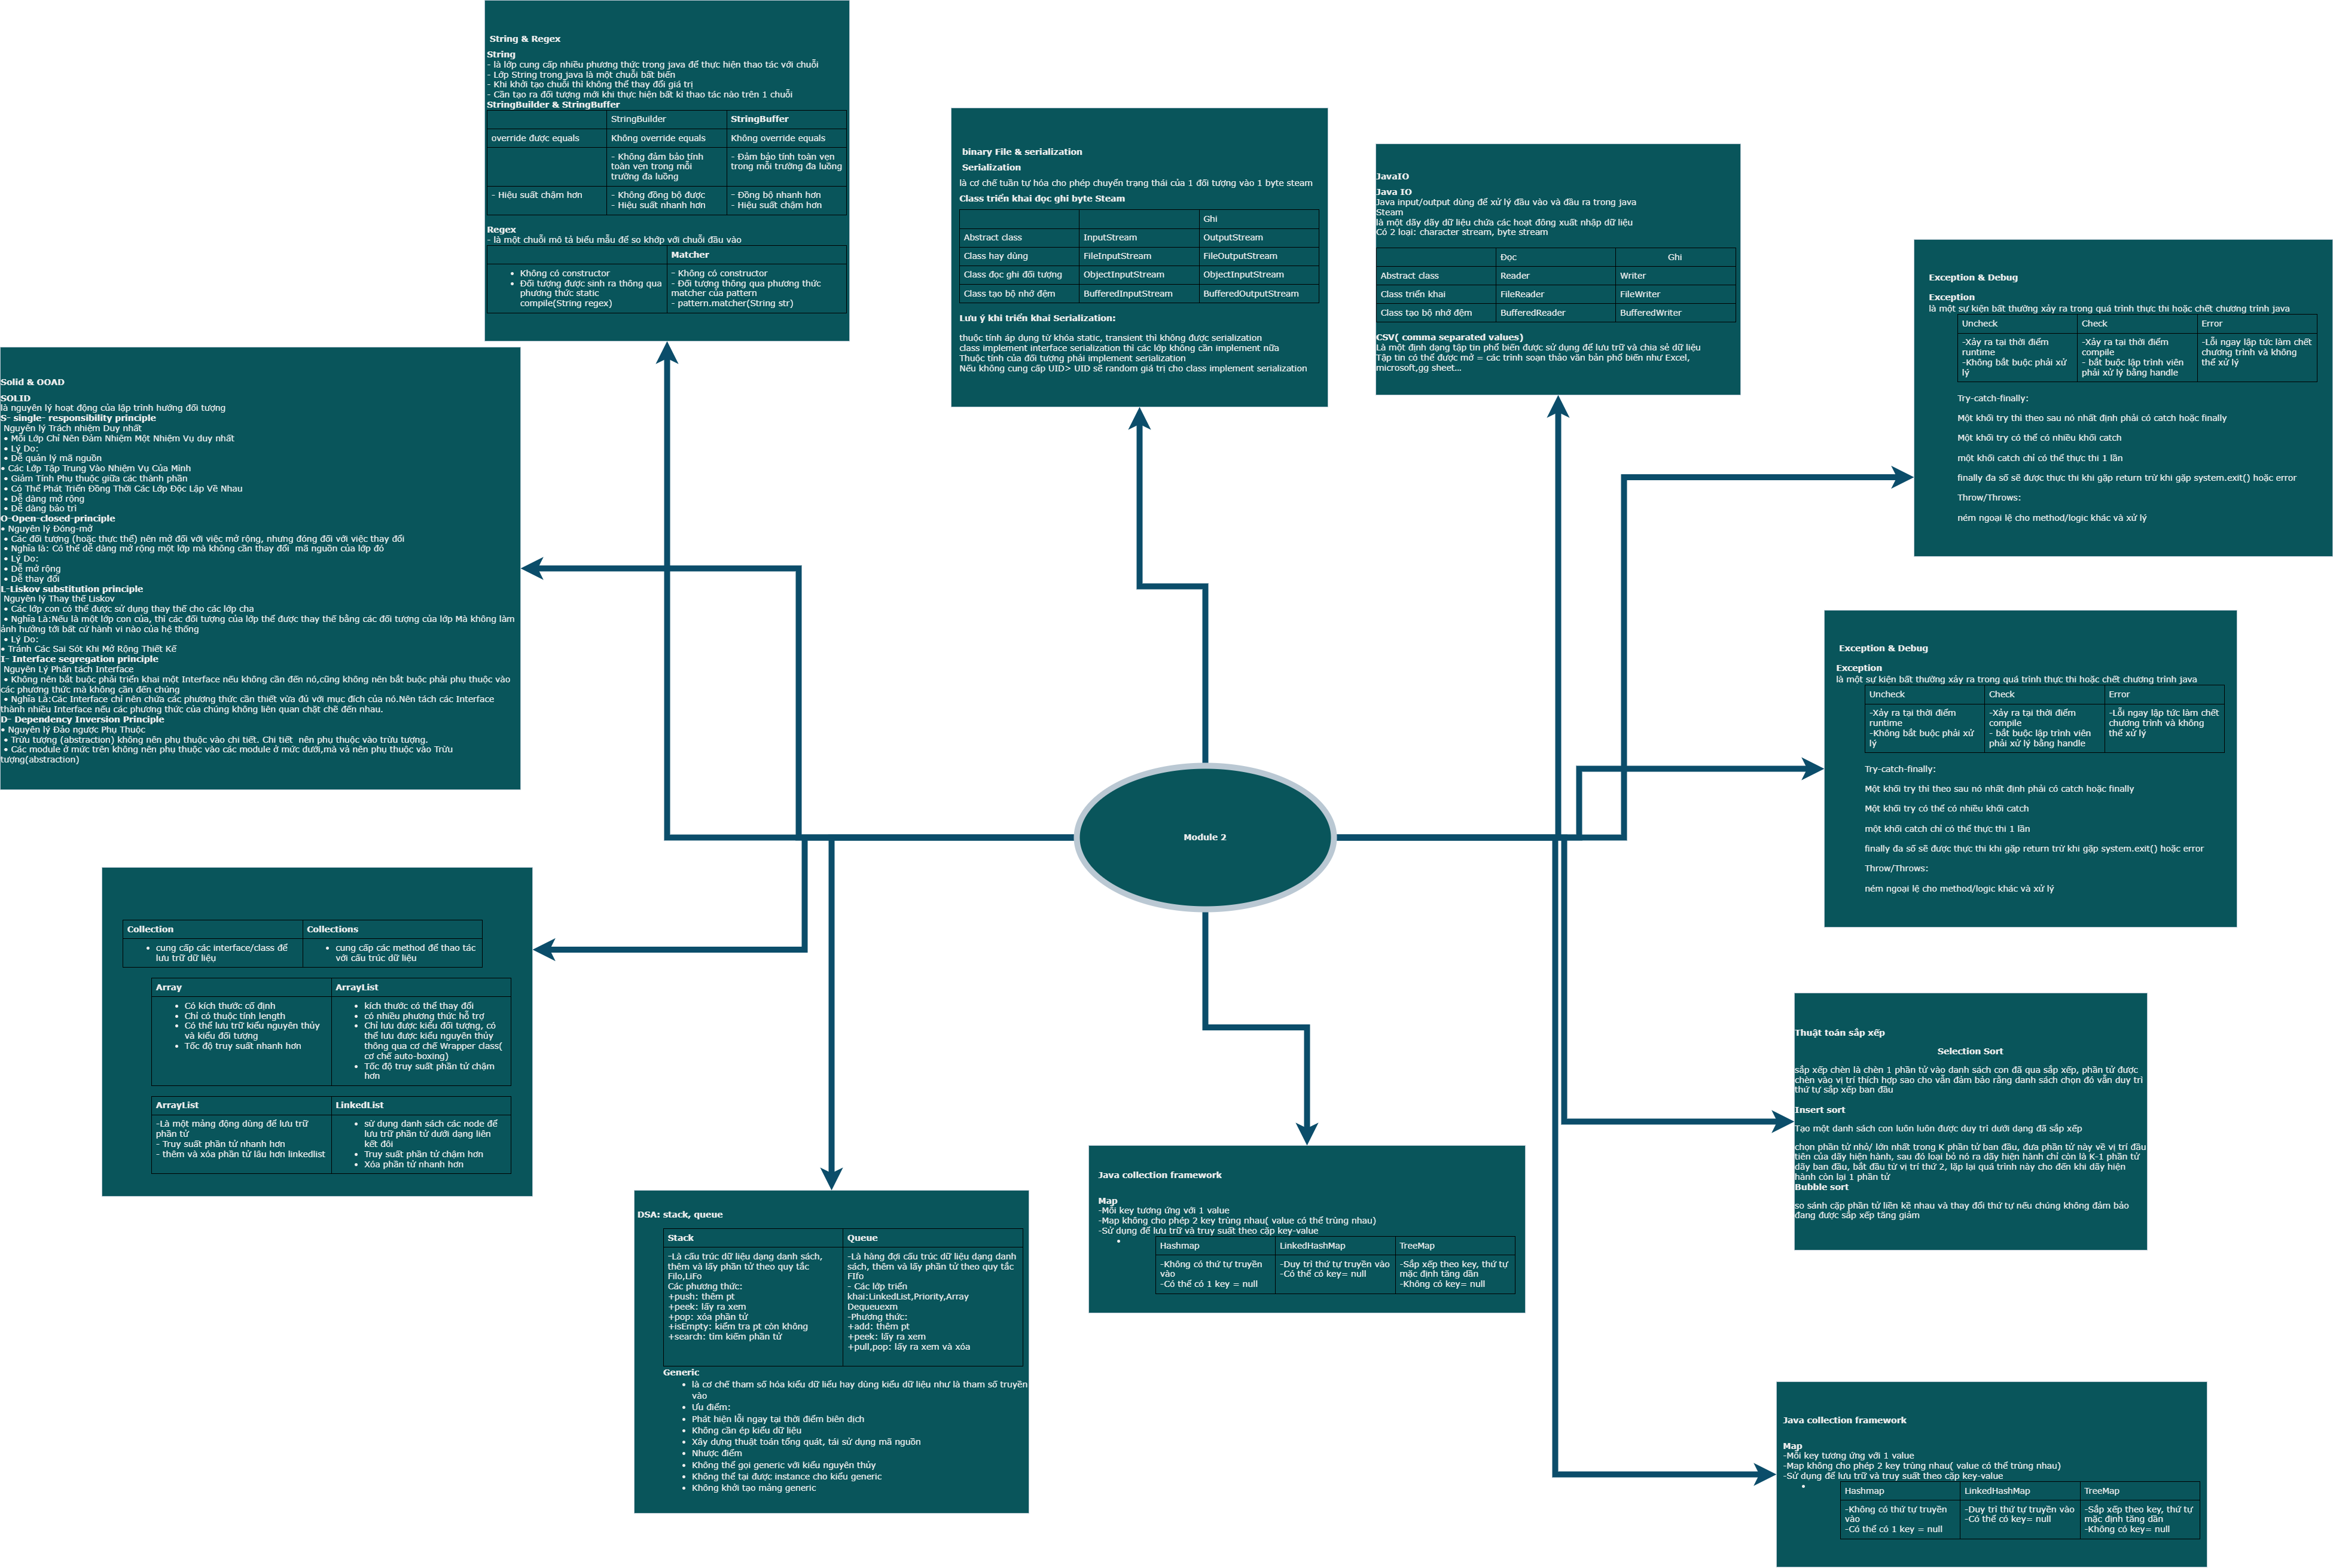 String & Regex
String
- là lớp cung cấp nhiều phương thức trong java để thực hiện thao tác với chuỗi
- Lớp String trong java là một chuỗi bất biến
- Khi khởi tạo chuỗi thì không thể thay đổi giá trị
- Cần tạo ra đối tượng mới khi thực hiện bất kì thao tác nào trên 1 chuỗi
StringBuilder & StringBuffer
StringBuilder StringBuffer
override được equals Không override equals Không override equals
- Không đảm bảo tính - Đảm bảo tính toàn vẹn
toàn vẹn trong mỗi trong mỗi trường đa luồng
trường đa luồng
- Hiệu suất chậm hơn - Không đồng bộ được - Đồng bộ nhanh hơn
- Hiệu suất nhanh hơn - Hiệu suất chậm hơn
Regex
- là một chuỗi mô tả biểu mẫu để so khớp với chuỗi đầu vào
Matcher
• Không có constructor
• Đối tượng được sinh ra thông qua
phương thức static
compile(String regex)
- Không có constructor
- Đối tượng thông qua phương thức
matcher của pattern
- pattern.matcher(String str)
binary File & serialization
Serialization
là cơ chế tuần tự hóa cho phép chuyển trạng thái của 1 đối tượng vào 1 byte steam
Class triển khai đọc ghi byte Steam
Ghi
Abstract class InputStream OutputStream
Class hay dùng FileInputStream FileOutputStream
Class đọc ghi đối tượng ObjectInputStream ObjectInputStream
Class tạo bộ nhớ đệm BufferedInputStream BufferedOutputStream
Lưu ý khi triển khai Serialization:
thuộc tính áp dụng từ khóa static, transient thì không được serialization
class implement interface serialization thì các lớp không cần implement nữa
Thuộc tính của đối tượng phải implement serialization
Nếu không cung cấp UID> UID sẽ random giá trị cho class implement serialization
JavaIO
Java IO
Java input/output dùng để xử lý đầu vào và đầu ra trong java
Steam
là một dãy dãy dữ liệu chứa các hoạt động xuất nhập dữ liệu
Có 2 loại: character stream, byte stream
Đọc Ghi
Abstract class Reader Writer
Class triển khai FileReader FileWriter
Class tạo bộ nhớ đệm BufferedReader BufferedWriter
CSV( comma separated values)
Là một định dạng tập tin phổ biến được sử dụng để lưu trữ và chia sẻ dữ liệu
Tập tin có thể được mở = các trình soạn thảo văn bản phổ biến như Excel,
microsoft,gg sheet...
Exception & Debug
Exception
là một sự kiện bất thường xảy ra trong quá trình thực thi hoặc chết chương trình java
Uncheck Check Error
-Xảy ra tại thời điểm
runtime
-Không bắt buộc phải xử
lý
-Xảy ra tại thời điểm
compile
- bắt buộc lập trình viên
phải xử lý bằng handle
-Lỗi ngay lập tức làm chết
chương trình và không
thể xử lý
Try-catch-finally:
Một khối try thì theo sau nó nhất định phải có catch hoặc finally
Một khối try có thể có nhiều khối catch
một khối catch chỉ có thể thực thi 1 lần
finally đa số sẽ được thực thi khi gặp return trừ khi gặp system.exit() hoặc error
Throw/Throws:
ném ngoại lệ cho method/logic khác và xử lý
Solid & OOAD
SOLID
là nguyên lý hoạt động của lập trình hướng đối tượng
S- single- responsibility principle
Nguyên lý Trách nhiệm Duy nhất
• Mỗi Lớp Chỉ Nên Đảm Nhiệm Một Nhiệm Vụ duy nhất
• Lý Do:
• Dễ quản lý mã nguồn
• Các Lớp Tập Trung Vào Nhiệm Vụ Của Mình
• Giảm Tính Phụ thuộc giữa các thành phần
• Có Thể Phát Triển Đồng Thời Các Lớp Độc Lập Về Nhau
• Dễ dàng mở rộng
• Dễ dàng bảo trì
O-Open-closed-principle
• Nguyên lý Đóng-mở
• Các đối tượng (hoặc thực thể) nên mở đối với việc mở rộng, nhưng đóng đối với việc thay đổi
• Nghĩa là: Có thể dễ dàng mở rộng một lớp mà không cần thay đổi mã nguồn của lớp đó
• Lý Do:
• Dễ mở rộng
• Dễ thay đổi
L-Liskov substitution principle
Nguyên lý Thay thế Liskov
• Các lớp con có thể được sử dụng thay thế cho các lớp cha
• Nghĩa Là:Nếu là một lớp con của, thì các đối tượng của lớp thể được thay thế bằng các đối tượng của lớp Mà không làm
ảnh hưởng tới bất cứ hành vi nào của hệ thống
• Lý Do:
• Tránh Các Sai Sót Khi Mở Rộng Thiết Kế
I- Interface segregation principle
Nguyên Lý Phân tách Interface
• Không nên bắt buộc phải triển khai một Interface nếu không cần đến nó,cũng không nên bắt buộc phải phụ thuộc vào
các phương thức mà không cần đến chúng
• Nghĩa Là:Các Interface chỉ nên chứa các phương thức cần thiết vừa đủ với mục đích của nó.Nên tách các Interface
thành nhiều Interface nếu các phương thức của chúng không liên quan chặt chẽ đến nhau.
D- Dependency Inversion Principle
• Nguyên lý Đảo ngược Phụ Thuộc
• Trừu tượng (abstraction) không nên phụ thuộc vào chi tiết. Chi tiết nên phụ thuộc vào trừu tượng.
• Các module ở mức trên không nên phụ thuộc vào các module ở mức dưới,mà vả nên phụ thuộc vào Trừu
tượng(abstraction)
Exception & Debug
Exception
là một sự kiện bất thường xảy ra trong quá trình thực thi hoặc chết chương trình java
Uncheck Check Error
-Xảy ra tại thời điểm
runtime
-Không bắt buộc phải xử
lý
-Xảy ra tại thời điểm
compile
- bắt buộc lập trình viên
phải xử lý bằng handle
-Lỗi ngay lập tức làm chết
chương trình và không
thể xử lý
Try-catch-finally:
Một khối try thì theo sau nó nhất định phải có catch hoặc finally
Một khối try có thể có nhiều khối catch
một khối catch chỉ có thể thực thi 1 lần
finally đa số sẽ được thực thi khi gặp return trừ khi gặp system.exit() hoặc error
Throw/Throws:
ném ngoại lệ cho method/logic khác và xử lý
Module 2
Collection Collections
• cung cấp các interface/class để
lưu trữ dữ liệu
• cung cấp các method để thao tác
với cấu trúc dữ liệu
Array ArrayList
• Có kích thước cố định
• Chỉ có thuộc tính length
• Có thể lưu trữ kiểu nguyên thủy
và kiểu đối tượng
• Tốc độ truy suất nhanh hơn
• kích thước có thể thay đổi
• có nhiều phương thức hỗ trợ
• Chỉ lưu được kiểu đối tượng, có
thể lưu được kiểu nguyên thủy
thông qua cơ chế Wrapper class(
cơ chế auto-boxing)
• Tốc độ truy suất phần tử chậm
hơn
ArrayList LinkedList
-Là một mảng động dùng để lưu trữ
phần tử
- Truy suất phần tử nhanh hơn
- thêm và xóa phần tử lâu hơn linkedlist
• sử dụng danh sách các node để
lưu trữ phần tử dưới dạng liên
kết đôi
• Truy suất phần tử chậm hơn
• Xóa phần tử nhanh hơn
Thuật toán sắp xếp
Selection Sort
sắp xếp chèn là chèn 1 phần tử vào danh sách con đã qua sắp xếp, phần tử được
chèn vào vị trí thích hợp sao cho vẫn đảm bảo rằng danh sách chọn đó vẫn duy trì
thứ tự sắp xếp ban đầu
Insert sort
Tạo một danh sách con luôn luôn được duy trì dưới dạng đã sắp xếp
chọn phần tử nhỏ/ lớn nhất trong K phần tử ban đầu, đưa phần tử này về vị trí đầu
tiên của dãy hiện hành, sau đó loại bỏ nó ra dãy hiện hành chỉ còn là K-1 phần tử
dãy ban đầu, bắt đầu từ vị trí thứ 2, lặp lại quá trình này cho đến khi dãy hiện
hành còn lại 1 phần tử
Bubble sort
so sánh cặp phần tử liền kề nhau và thay đổi thứ tự nếu chúng không đảm bảo
đang được sắp xếp tăng giảm
DSA: stack, queue
Stack Queue
-Là cấu trúc dữ liệu dạng danh sách,
thêm và lấy phần tử theo quy tắc
Filo,LiFo
Các phương thức:
+push: thêm pt
+peek: lấy ra xem
+pop: xóa phần tử
+isEmpty: kiểm tra pt còn không
+search: tìm kiếm phần tử
-Là hàng đợi cấu trúc dữ liệu dạng danh
sách, thêm và lấy phần tử theo quy tắc
FIfo
- Các lớp triển
khai:LinkedList,Priority,Array
Dequeuexm
-Phương thức:
+add: thêm pt
+peek: lấy ra xem
+pull,pop: lấy ra xem và xóa
Generic
• là cơ chế tham số hóa kiểu dữ liểu hay dùng kiểu dữ liệu như là tham số truyền
vào
• Ưu điểm:
• Phát hiện lỗi ngay tại thời điểm biên dịch
• Không cần ép kiểu dữ liệu
• Xây dựng thuật toán tổng quát, tái sử dụng mã nguồn
• Nhược điểm
• Không thể gọi generic với kiểu nguyên thủy
• Không thể tại được instance cho kiểu generic
• Không khởi tạo mảng generic
Java collection framework
Map
-Mỗi key tương ứng với 1 value
-Map không cho phép 2 key trùng nhau( value có thể trùng nhau)
-Sử dụng để lưu trữ và truy suất theo cặp key-value
Hashmap LinkedHashMap TreeMap
-Không có thứ tự truyền
vào
-Có thể có 1 key = null
-Duy trì thứ tự truyền vào
-Có thể có key= null
-Sắp xếp theo key, thứ tự
mặc định tăng dần
-Không có key= null
Java collection framework
Map
-Mỗi key tương ứng với 1 value
-Map không cho phép 2 key trùng nhau( value có thể trùng nhau)
-Sử dụng để lưu trữ và truy suất theo cặp key-value
Hashmap LinkedHashMap TreeMap
-Không có thứ tự truyền
vào
-Có thể có 1 key = null
-Duy trì thứ tự truyền vào
-Có thể có key= null
-Sắp xếp theo key, thứ tự
mặc định tăng dần
-Không có key= null